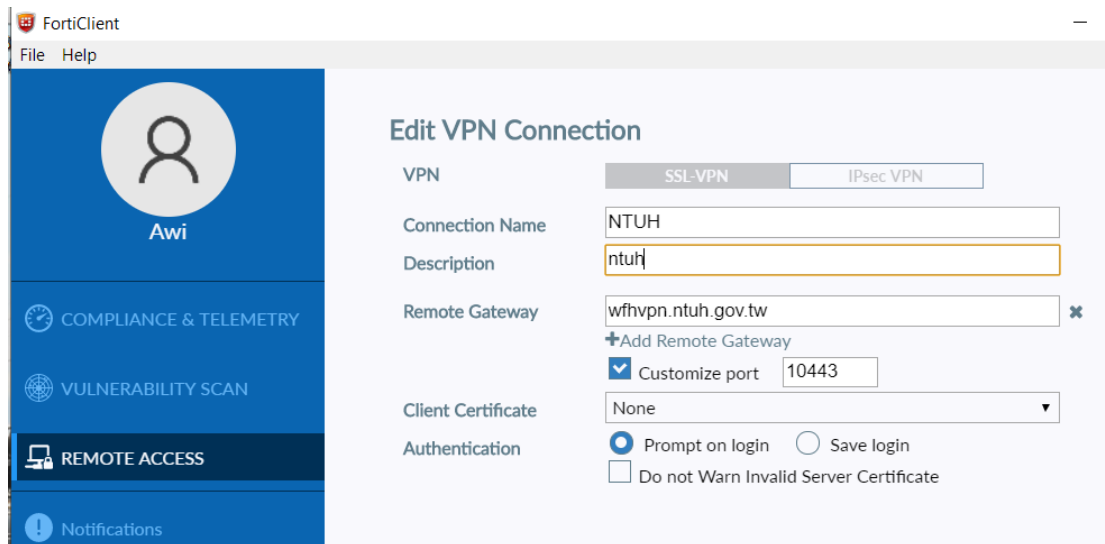 FortiClient
File Help
Awi
COMPLIANCE & TELEMETRY
VULNERABILITY SCAN
REMOTE ACCESS
Notifications
Edit VPN Connection
VPN SSL-VPN IPsec VPN
Connection Name NTUH
Description ntuh
Remote Gateway wfhvpn.ntuh.gov.tw
+Add Remote Gateway
Customize port 10443
Client Certificate None
Authentication Prompt on login Save login
Do not Warn Invalid Server Certificate